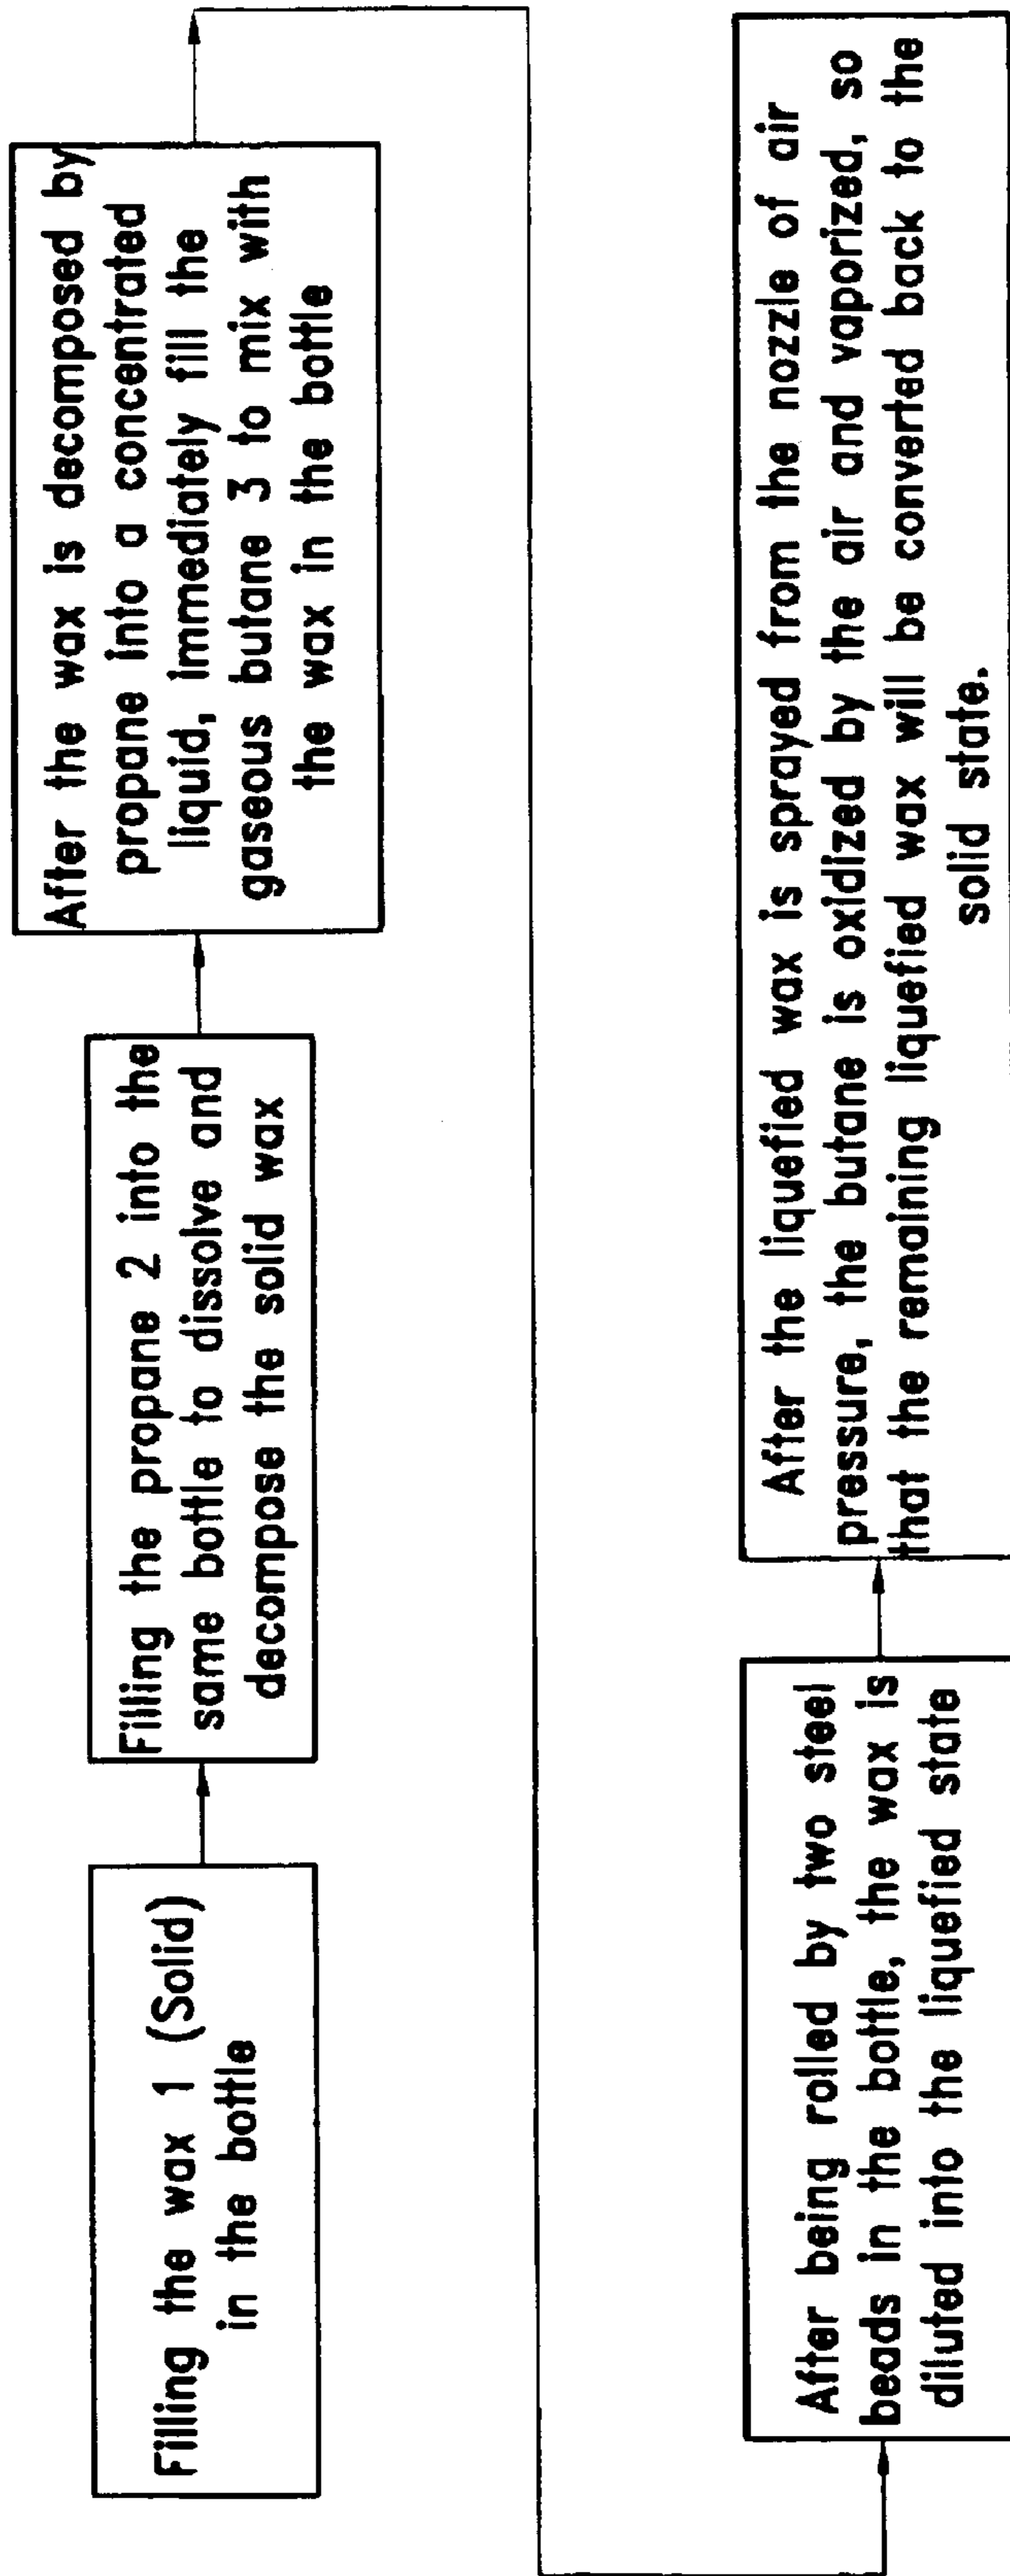 Filling the wax 1 (Solid)
in the bottle
Filling the propane 2 into the
same bottle to dissolve and
decompose the solid wax
After the wax is decomposed by
propane into a concentrated
liquid, immediately fill the
gaseous butane 3 to mix with
the wax in the bottle
After being rolled by two steel
beads in the bottle, the wax is
diluted into the liquefied state
After the liquefied wax is sprayed from the nozzle of air
pressure, the butane is oxidized by the air and vaporized, so
that the remaining liquefied wax will be converted back to the
solid state.